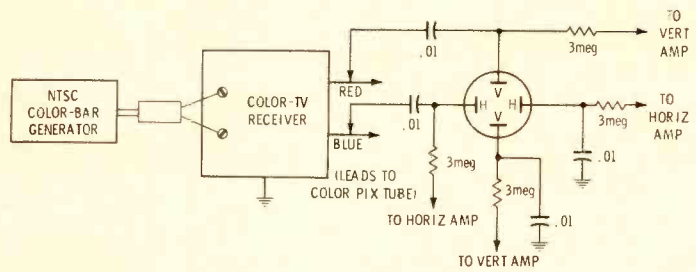 TO
VERT
AMP
.01
3meg
NTSC
COLOR-BAR
GENERATOR
COLOR-TV
RECEIVER
RED
BLUE
.01
V
H
H
V
3meg
TO
HORIZ
AMP
3meg
.01
(LEADS TO
COLOR PIX TUBE)
3meg
.01
TO HORIZ AMP
TO VERT AMP